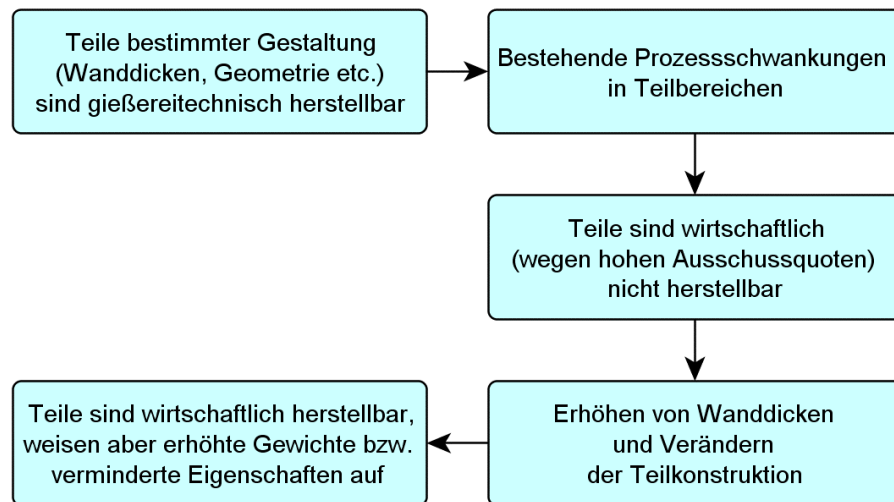 Teile bestimmter Gestaltung
(Wanddicken, Geometrie etc.)
sind gießereitechnisch herstellbar
Bestehende Prozessschwankungen
in Teilbereichen
Teile sind wirtschaftlich
(wegen hohen Ausschussquoten)
nicht herstellbar
Erhöhen von Wanddicken
und Verändern
der Teilkonstruktion
Teile sind wirtschaftlich herstellbar,
weisen aber erhöhte Gewichte bzw.
verminderte Eigenschaften auf